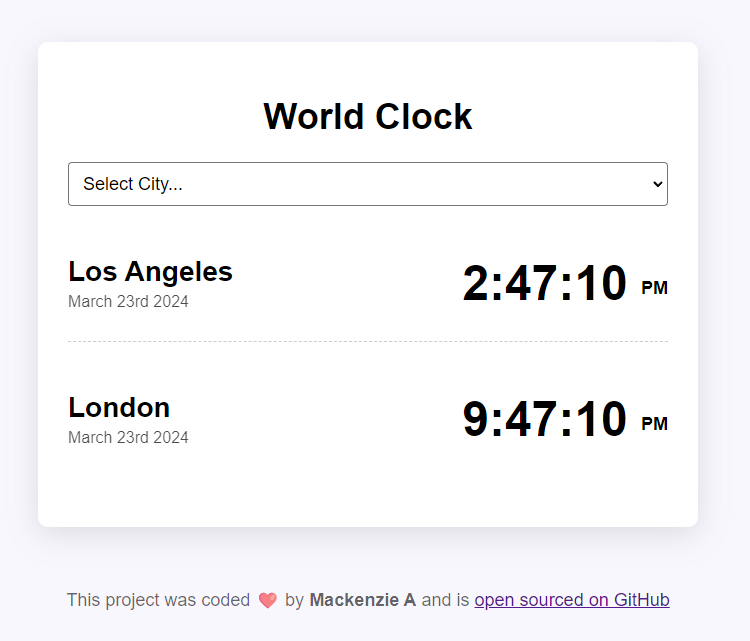 World Clock
Select City...
Los Angeles
2:47:10 PM
March 23rd 2024
London
9:47:10 PM
March 23rd 2024
This project was coded ❤️ by Mackenzie A and is open sourced on GitHub